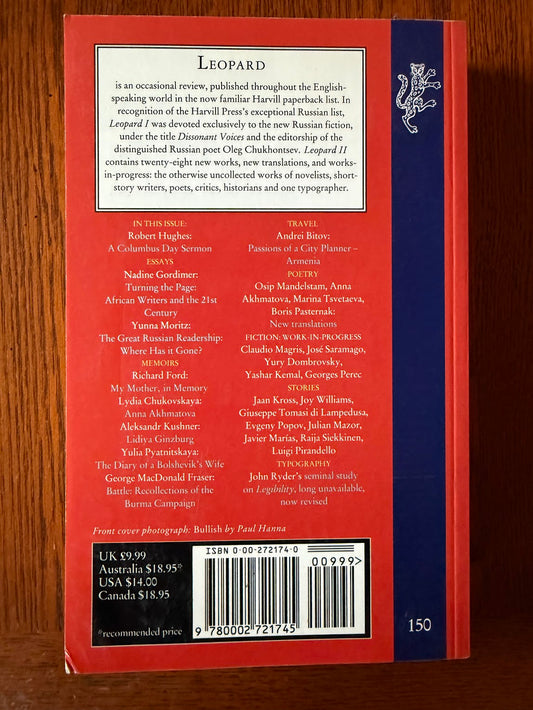 LEOPARD
is an occasional review, published throughout the English-
speaking world in the now familiar Harvill paperback list. In
recognition of the Harvill Press's exceptional Russian list,
Leopard I was devoted exclusively to the new Russian fiction,
under the title Dissonant Voices and the editorship of the
distinguished Russian poet Oleg Chukhontsev. Leopard II
contains twenty-eight new works, new translations, and works-
in-progress: the otherwise uncollected works of novelists, short-
story writers, poets, critics, historians and one typographer.
IN THIS ISSUE:
Robert Hughes:
A Columbus Day Sermon
ESSAYS
Nadine Gordimer:
Turning the Page:
African Writers and the 21st
Century
Yunna Moritz:
The Great Russian Readership:
Where Has it Gone?
MEMOIRS
Richard Ford:
My Mother, in Memory
Lydia Chukovskaya:
Anna Akhmatova
Aleksandr Kushner:
Lidiya Ginzburg
Yulia Pyatnitskaya:
The Diary of a Bolshevik's Wife
George MacDonald Fraser:
Battle: Recollections of the
Burma Campaign
TRAVEL
Andrei Bitov:
Passions of a City Planner –
Armenia
POETRY
Osip Mandelstam, Anna
Akhmatova, Marina Tsvetaeva,
Boris Pasternak:
New translations
FICTION: WORK-IN-PROGRESS
Claudio Magris, José Saramago,
Yury Dombrovsky,
Yashar Kemal, Georges Perec
STORIES
Jaan Kross, Joy Williams,
Giuseppe Tomasi di Lampedusa,
Evgeny Popov, Julian Mazor,
Javier Marías, Raija Siekkinen,
Luigi Pirandello
TYPOGRAPHY
John Ryder's seminal study
on Legibility, long unavailable,
now revised
Front cover photograph: Bullish by Paul Hanna
UK £9.99
Australia $18.95*
USA $14.00
Canada $18.95
*recommended price
ISBN 0-00-272174-0
00999>
9 780002 721745
150